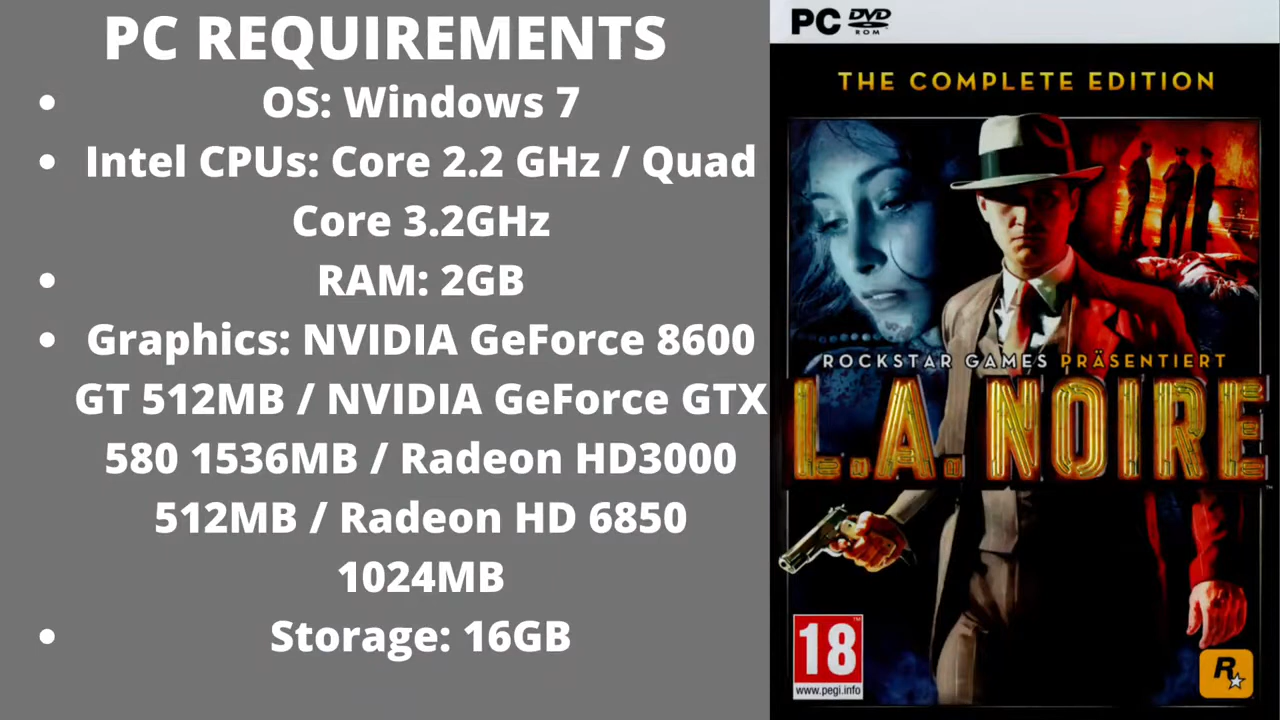 PC REQUIREMENTS
• OS: Windows 7
• Intel CPUs: Core 2.2 GHz / Quad
Core 3.2GHz
• RAM: 2GB
• Graphics: NVIDIA GeForce 8600
GT 512MB / NVIDIA GeForce GTX
580 1536MB / Radeon HD3000
512MB / Radeon HD 6850
1024MB
• Storage: 16GB
PC DVD
ROM
THE COMPLETE EDITION
ROCKSTAR GAMES PRÄSENTIERT
L.A. NOIRE
TM
18
www.pegi.info
R